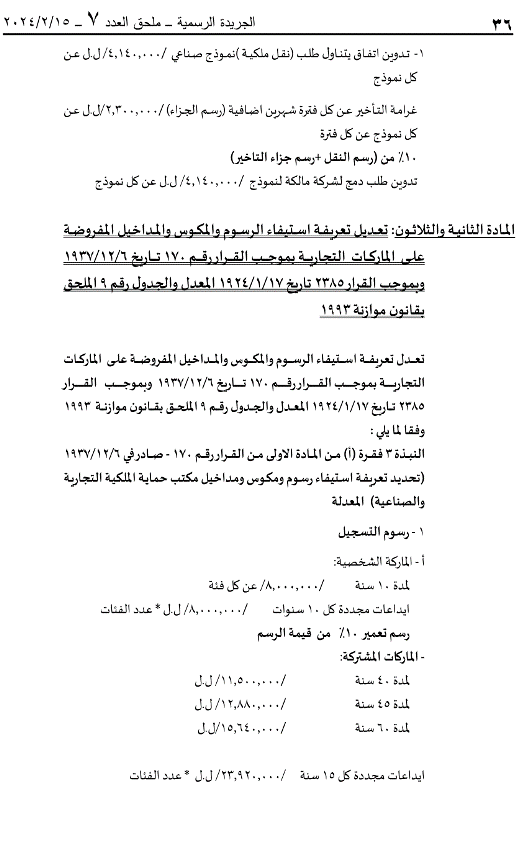 ٣٦ الجريدة الرسمية – ملحق العدد ٧ – ٢٠٢٤/٢/١٥
١- تدوين اتفاق يتناول طلب (نقل ملكية )نموذج صناعي /٤,١٤٠,٠٠٠/ل.ل عن
كل نموذج
غرامة التأخير عن كل فترة شهرين اضافية (رسم الجزاء) /٢,٣٠٠,٠٠٠/ل.ل عن
كل نموذج عن كل فترة
١٠٪ من (رسم النقل +رسم جزاء التاخير)
تدوين طلب دمج لشركة مالكة لنموذج /٤,١٤٠,٠٠٠/ ل.ل عن كل نموذج
المادة الثانية والثلاثون: تعديل تعريفة استيفاء الرسوم والمكوس والمداخيل المفروضة
على الماركات التجارية بموجب القرار رقم ١٧٠ تاريخ ١٩٣٧/١٢/٦
وبموجب القرار ٢٣٨٥ تاريخ ١٩٢٤/١/١٧ المعدل والجدول رقم ٩ الملحق
بقانون موازنة ١٩٩٣
تعدل تعريفة استيفاء الرسوم والمكوس والمداخيل المفروضة على الماركات
التجارية بموجب القرار رقم ١٧٠ تاريخ ١٩٣٧/١٢/٦ وبموجب القرار
٢٣٨٥ تاريخ ١٩٢٤/١/١٧ المعدل والجدول رقم ٩ الملحق بقانون موازنة ١٩٩٣
وفقا لما يلي :
النبذة ٣ فقرة (أ) من المادة الاولى من القرار رقم ١٧٠ - صادر في ١٩٣٧/١٢/٦
(تحديد تعريفة استيفاء رسوم ومكوس ومداخيل مكتب حماية الملكية التجارية
والصناعية) المعدلة
١ - رسوم التسجيل
أ - الماركة الشخصية:
لمدة ١٠ سنة /٨,٠٠٠,٠٠٠/ عن كل فئة
ايداعات مجددة كل ١٠ سنوات /٨,٠٠٠,٠٠٠/ ل.ل * عدد الفئات
رسم تعمير ١٠٪ من قيمة الرسم
- الماركات المشتركة:
لمدة ٤٠ سنة /١١,٥٠٠,٠٠٠/ ل.ل
لمدة ٤٥ سنة /١٢,٨٨٠,٠٠٠/ ل.ل
لمدة ٦٠ سنة /١٥,٦٤٠,٠٠٠/ل.ل
ايداعات مجددة كل ١٥ سنة /٢٣,٩٢٠,٠٠٠/ ل.ل * عدد الفئات